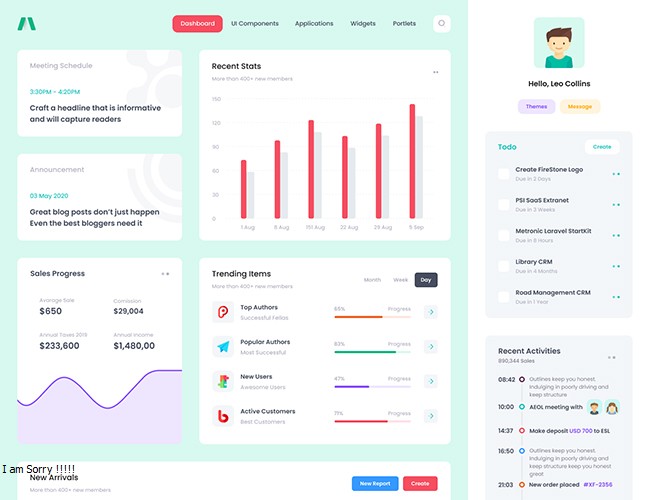 Dashboard
UI Components
Applications
Widgets
Portlets
Meeting Schedule
3:30PM - 4:20PM
Craft a headline that is informative
and will capture readers
Announcement
03 May 2020
Great blog posts don't just happen
Even the best bloggers need it
Recent Stats
More than 400+ new members
150
120
90
60
30
0
1 Aug
8 Aug
22 Aug
29 Aug
5 Sep
Sales Progress
Average Sale
$650
Comission
$29,004
Annual Taxes 2019
$233,600
Annual Income
$1,480,00
Trending Items
More than 400+ new members
Month
Week
Day
Top Authors
Successful Fellas
65%
Progress
Popular Authors
Most Successful
83%
Progress
New Users
Awesome Users
47%
Progress
Active Customers
Best Customers
71%
Progress
I am Sorry !!!!!
New Arrivals
More than 400+ new members
New Report
Create
Hello, Leo Collins
Themes
Message
Todo
Create
Create FireStone Logo
Due in 2 Days
PSI SaaS Extranet
Due in 3 Weeks
Metronic Laravel StartKit
Due in 8 Hours
Library CRM
Due in 4 Months
Road Management CRM
Due in 1 Year
Recent Activities
890,344 Sales
08:42
Outlines keep you honest.
Indulging in poorly driving and
keep structure
10:00
AEOL meeting with
14:37
Make deposit USD 700 to ESL
16:50
Outlines keep you honest.
Indulging in poorly driving and
keep structure keep you honest
great
21:03
New order placed #XF-2356